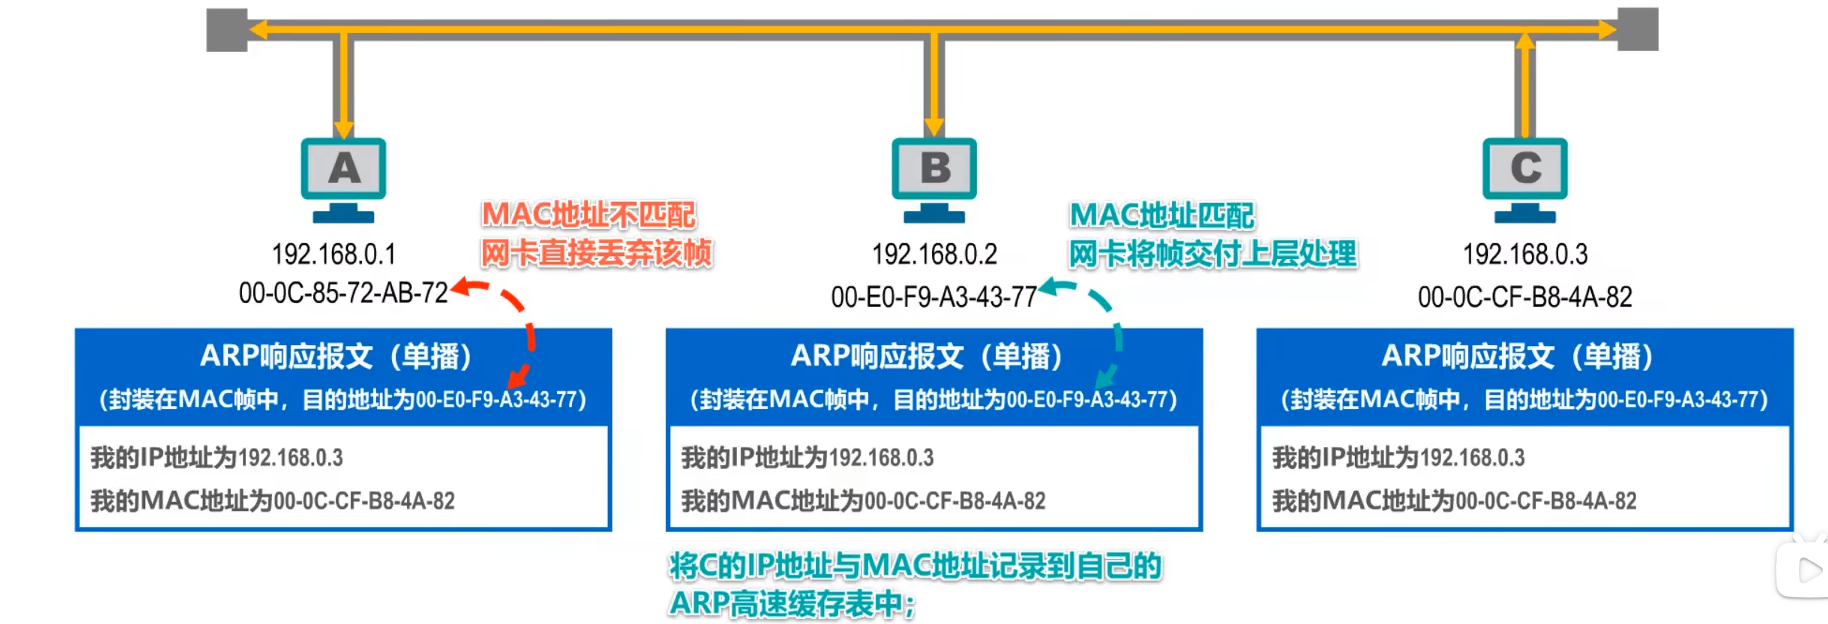 A
B
C
MAC地址不匹配
网卡直接丢弃该帧
MAC地址匹配
网卡将帧交付上层处理
192.168.0.1
00-0C-85-72-AB-72
192.168.0.2
00-E0-F9-A3-43-77
192.168.0.3
00-0C-CF-B8-4A-82
ARP响应报文（单播）
（封装在MAC帧中，目的地址为00-E0-F9-A3-43-77）
我的IP地址为192.168.0.3
我的MAC地址为00-0C-CF-B8-4A-82
ARP响应报文（单播）
（封装在MAC帧中，目的地址为00-E0-F9-A3-43-77）
我的IP地址为192.168.0.3
我的MAC地址为00-0C-CF-B8-4A-82
ARP响应报文（单播）
（封装在MAC帧中，目的地址为00-E0-F9-A3-43-77）
我的IP地址为192.168.0.3
我的MAC地址为00-0C-CF-B8-4A-82
将C的IP地址与MAC地址记录到自己的
ARP高速缓存表中；